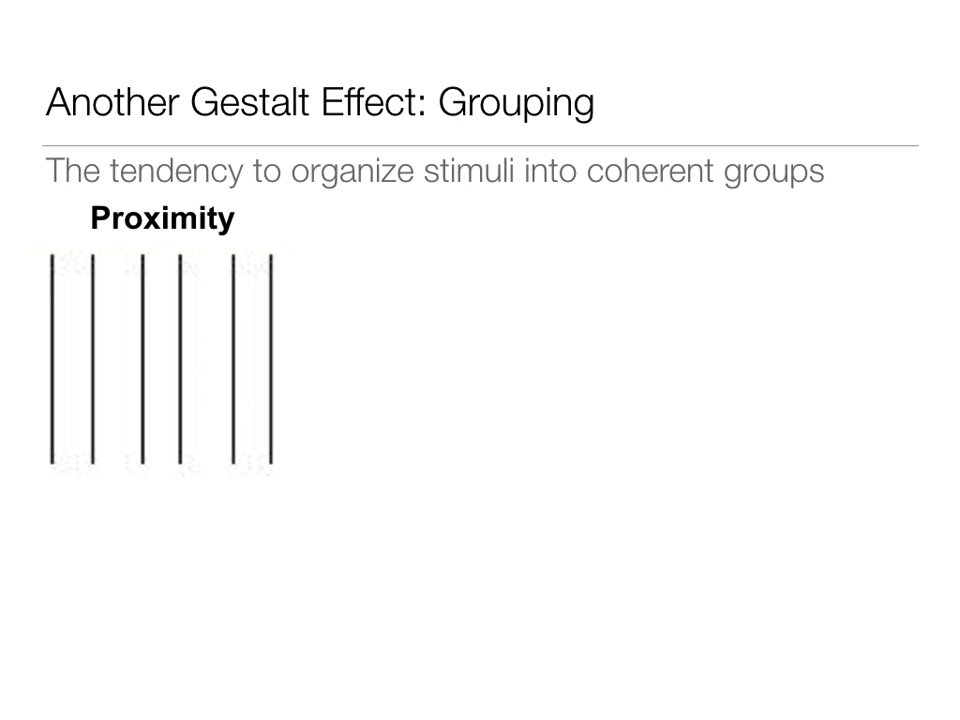 Another Gestalt Effect: Grouping
The tendency to organize stimuli into coherent groups
Proximity